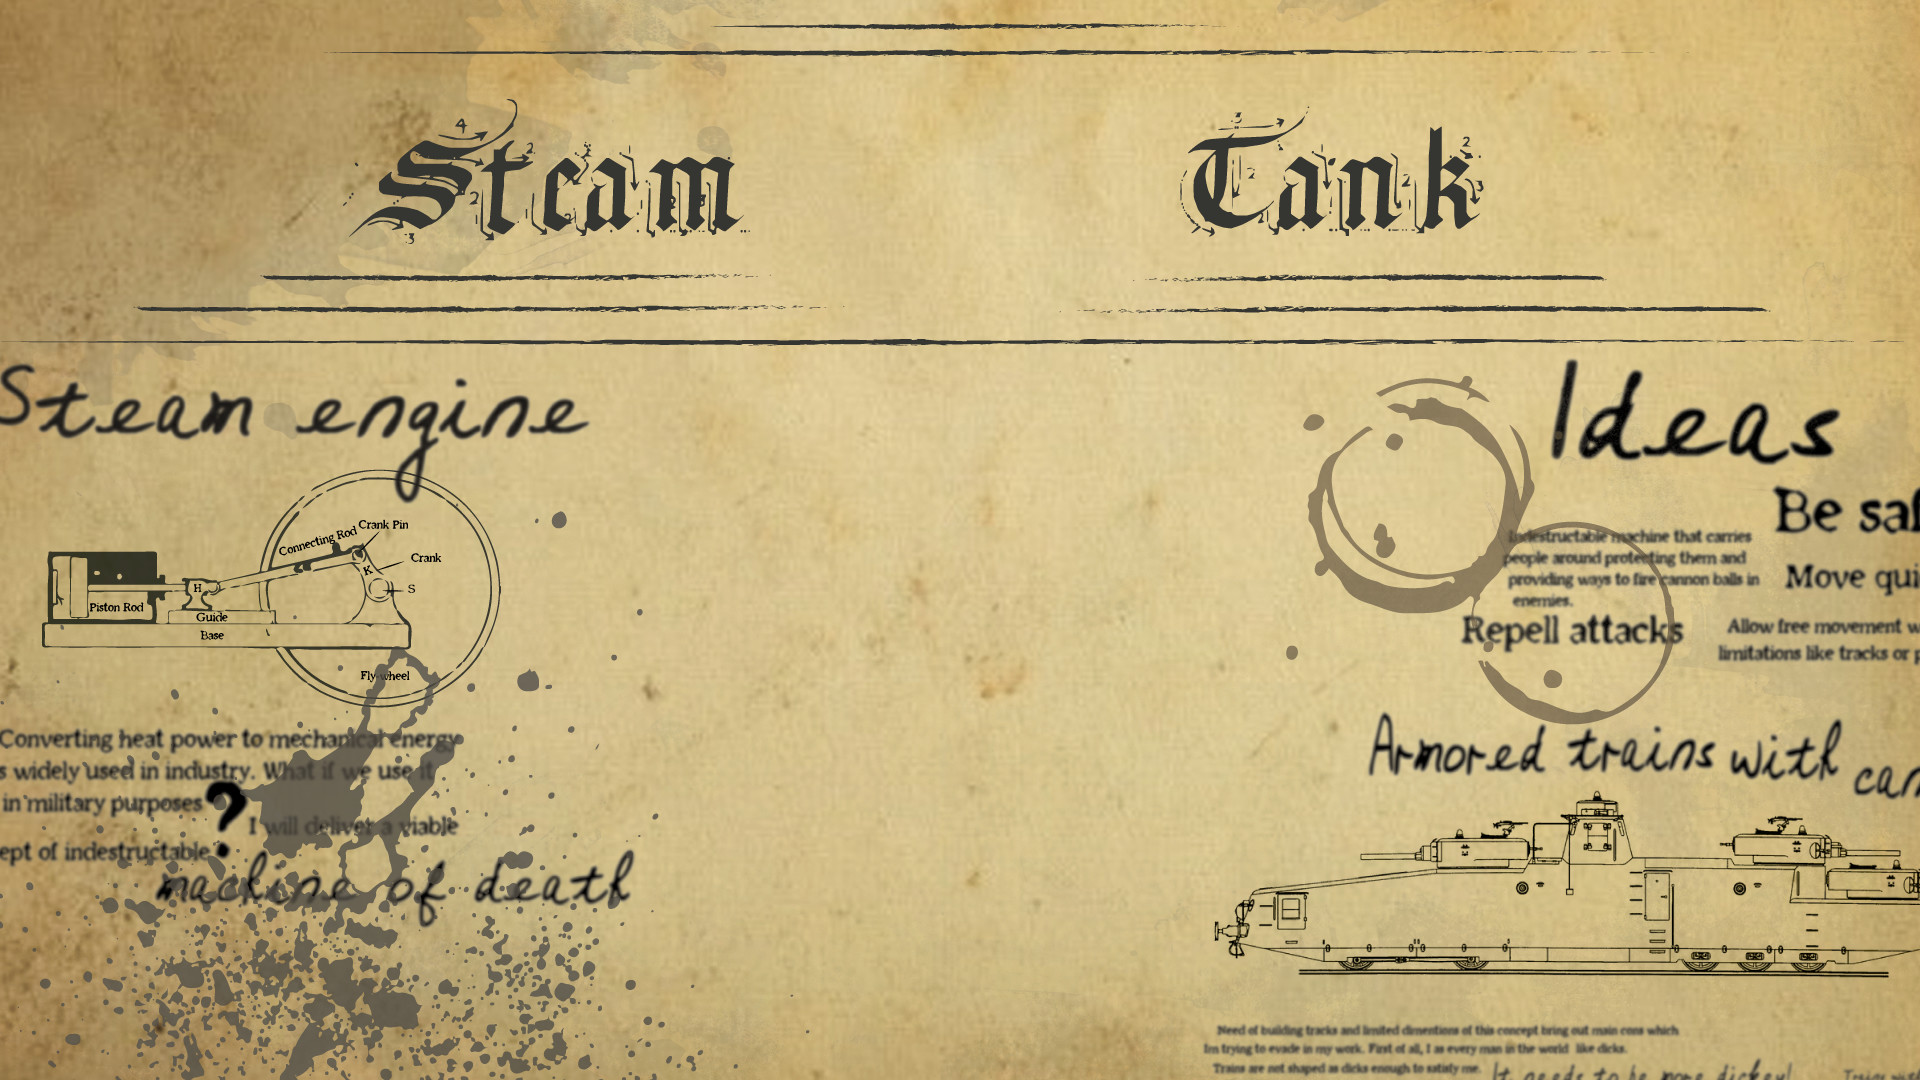 Steam Tank
Steam engine
Connecting Rod
Crank Pin
Crank
K
S
H
Piston Rod
Guide
Base
Fly-wheel
Converting heat power to mechanical energy
s widely used in industry. What if we use it
in military purposes ?
I will deliver a viable
ept of indestructable
machine of death
Ideas
Be saf
Indestructable machine that carries
people around protecting them and
providing ways to fire cannon balls in
enemies.
Move qui
Repell attacks
Allow free movement w
limitations like tracks or p
Armored trains with can
Need of building tracks and limited dimentions of this concept bring out main cons which
Im trying to evade in my work. First of all, I as every man in the world like dicks.
Trains are not shaped as dicks enough to satisfy me.
It needs to be more dickey!